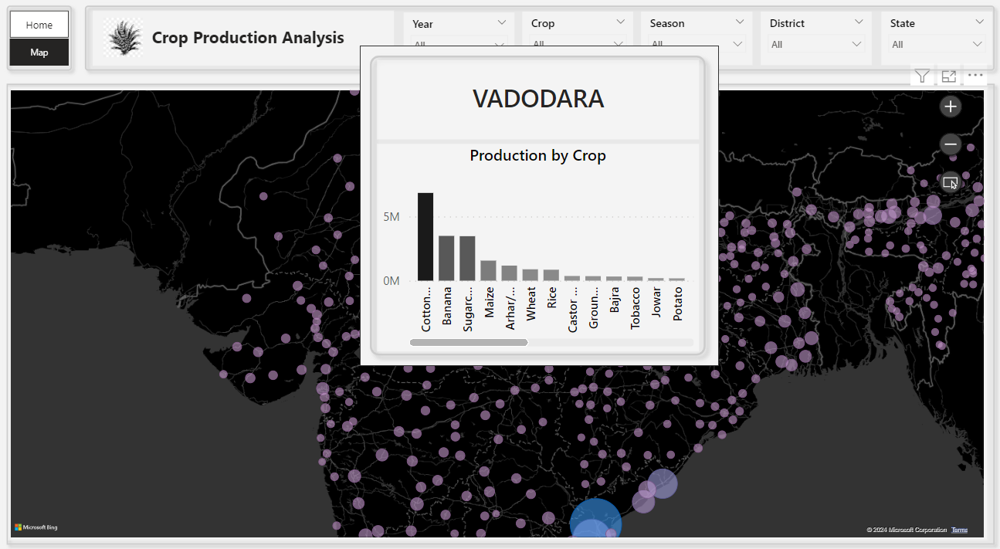 Home
Map
Crop Production Analysis
Year
All
Crop
All
Season
All
District
All
State
All
VADODARA
Production by Crop
5M
0M
Cotton...
Banana
Sugarc...
Maize
Arhar/...
Wheat
Rice
Castor ...
Groun...
Bajra
Tobacco
Jowar
Potato
Microsoft Bing
© 2024 Microsoft Corporation Terms